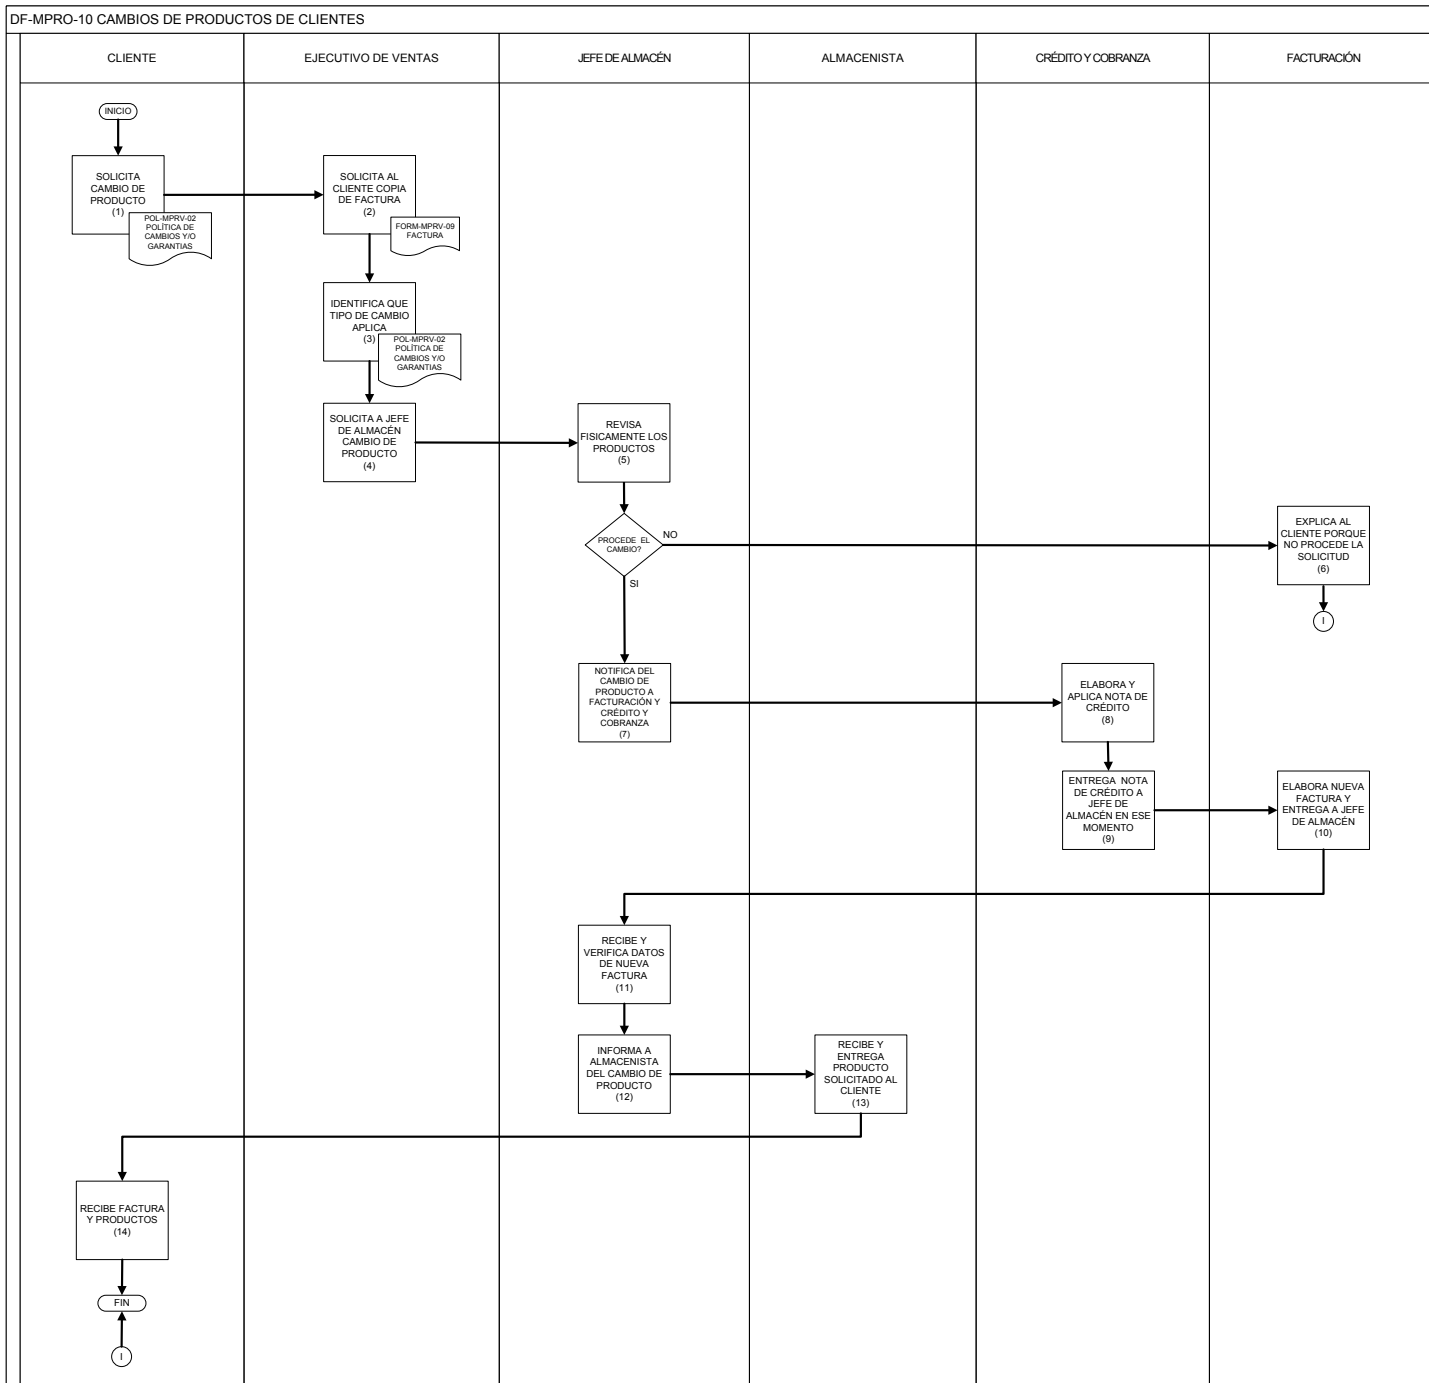 DF-MPRO-10 CAMBIOS DE PRODUCTOS DE CLIENTES
CLIENTE
EJECUTIVO DE VENTAS
JEFE DE ALMACÉN
ALMACENISTA
CRÉDITO Y COBRANZA
FACTURACIÓN
INICIO
SOLICITA
CAMBIO DE
PRODUCTO
(1)
POL-MPRV-02
POLÍTICA DE
CAMBIOS Y/O
GARANTIAS
SOLICITA AL
CLIENTE COPIA
DE FACTURA
(2)
FORM-MPRV-09
FACTURA
IDENTIFICA QUE
TIPO DE CAMBIO
APLICA
(3)
POL-MPRV-02
POLÍTICA DE
CAMBIOS Y/O
GARANTIAS
SOLICITA A JEFE
DE ALMACÉN
CAMBIO DE
PRODUCTO
(4)
REVISA
FISICAMENTE LOS
PRODUCTOS
(5)
PROCEDE EL
CAMBIO?
NO
SI
EXPLICA AL
CLIENTE PORQUE
NO PROCEDE LA
SOLICITUD
(6)
I
NOTIFICA DEL
CAMBIO DE
PRODUCTO A
FACTURACIÓN Y
CRÉDITO Y
COBRANZA
(7)
ELABORA Y
APLICA NOTA DE
CRÉDITO
(8)
ENTREGA NOTA
DE CRÉDITO A
JEFE DE
ALMACÉN EN ESE
MOMENTO
(9)
ELABORA NUEVA
FACTURA Y
ENTREGA A JEFE
DE ALMACÉN
(10)
RECIBE Y
VERIFICA DATOS
DE NUEVA
FACTURA
(11)
INFORMA A
ALMACENISTA
DEL CAMBIO DE
PRODUCTO
(12)
RECIBE Y
ENTREGA
PRODUCTO
SOLICITADO AL
CLIENTE
(13)
RECIBE FACTURA
Y PRODUCTOS
(14)
FIN
I